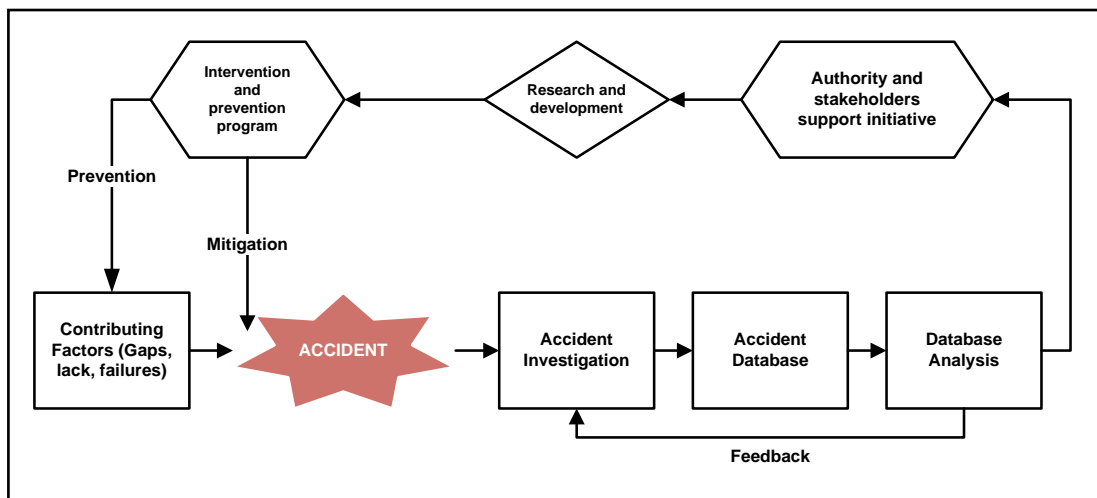 Intervention
and
prevention
program
Research and
development
Authority and
stakeholders
support initiative
Prevention
Mitigation
Contributing
Factors (Gaps,
lack, failures)
ACCIDENT
Accident
Investigation
Accident
Database
Database
Analysis
Feedback